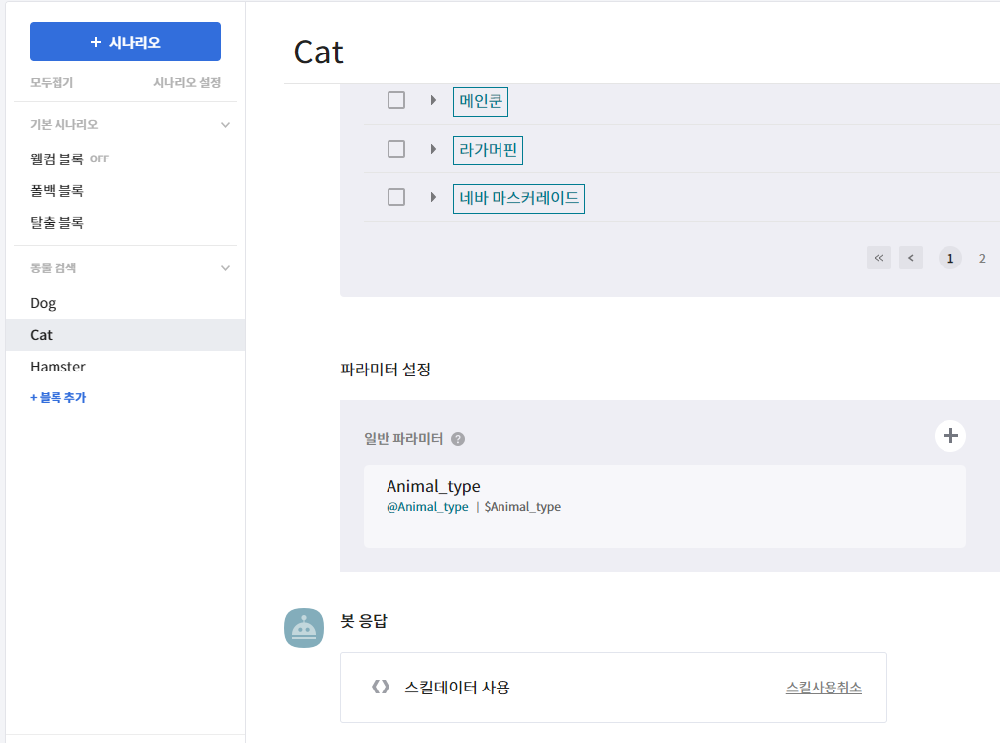 + 시나리오
모두접기 시나리오 설정
기본 시나리오
웰컴 블록 OFF
폴백 블록
탈출 블록
동물 검색
Dog
Cat
Hamster
+ 블록 추가
Cat
메인쿤
라가머핀
네바 마스커레이드
« < 1 2
파라미터 설정
일반 파라미터 ?
Animal_type
@Animal_type | $Animal_type
봇 응답
스킬데이터 사용 스킬사용취소